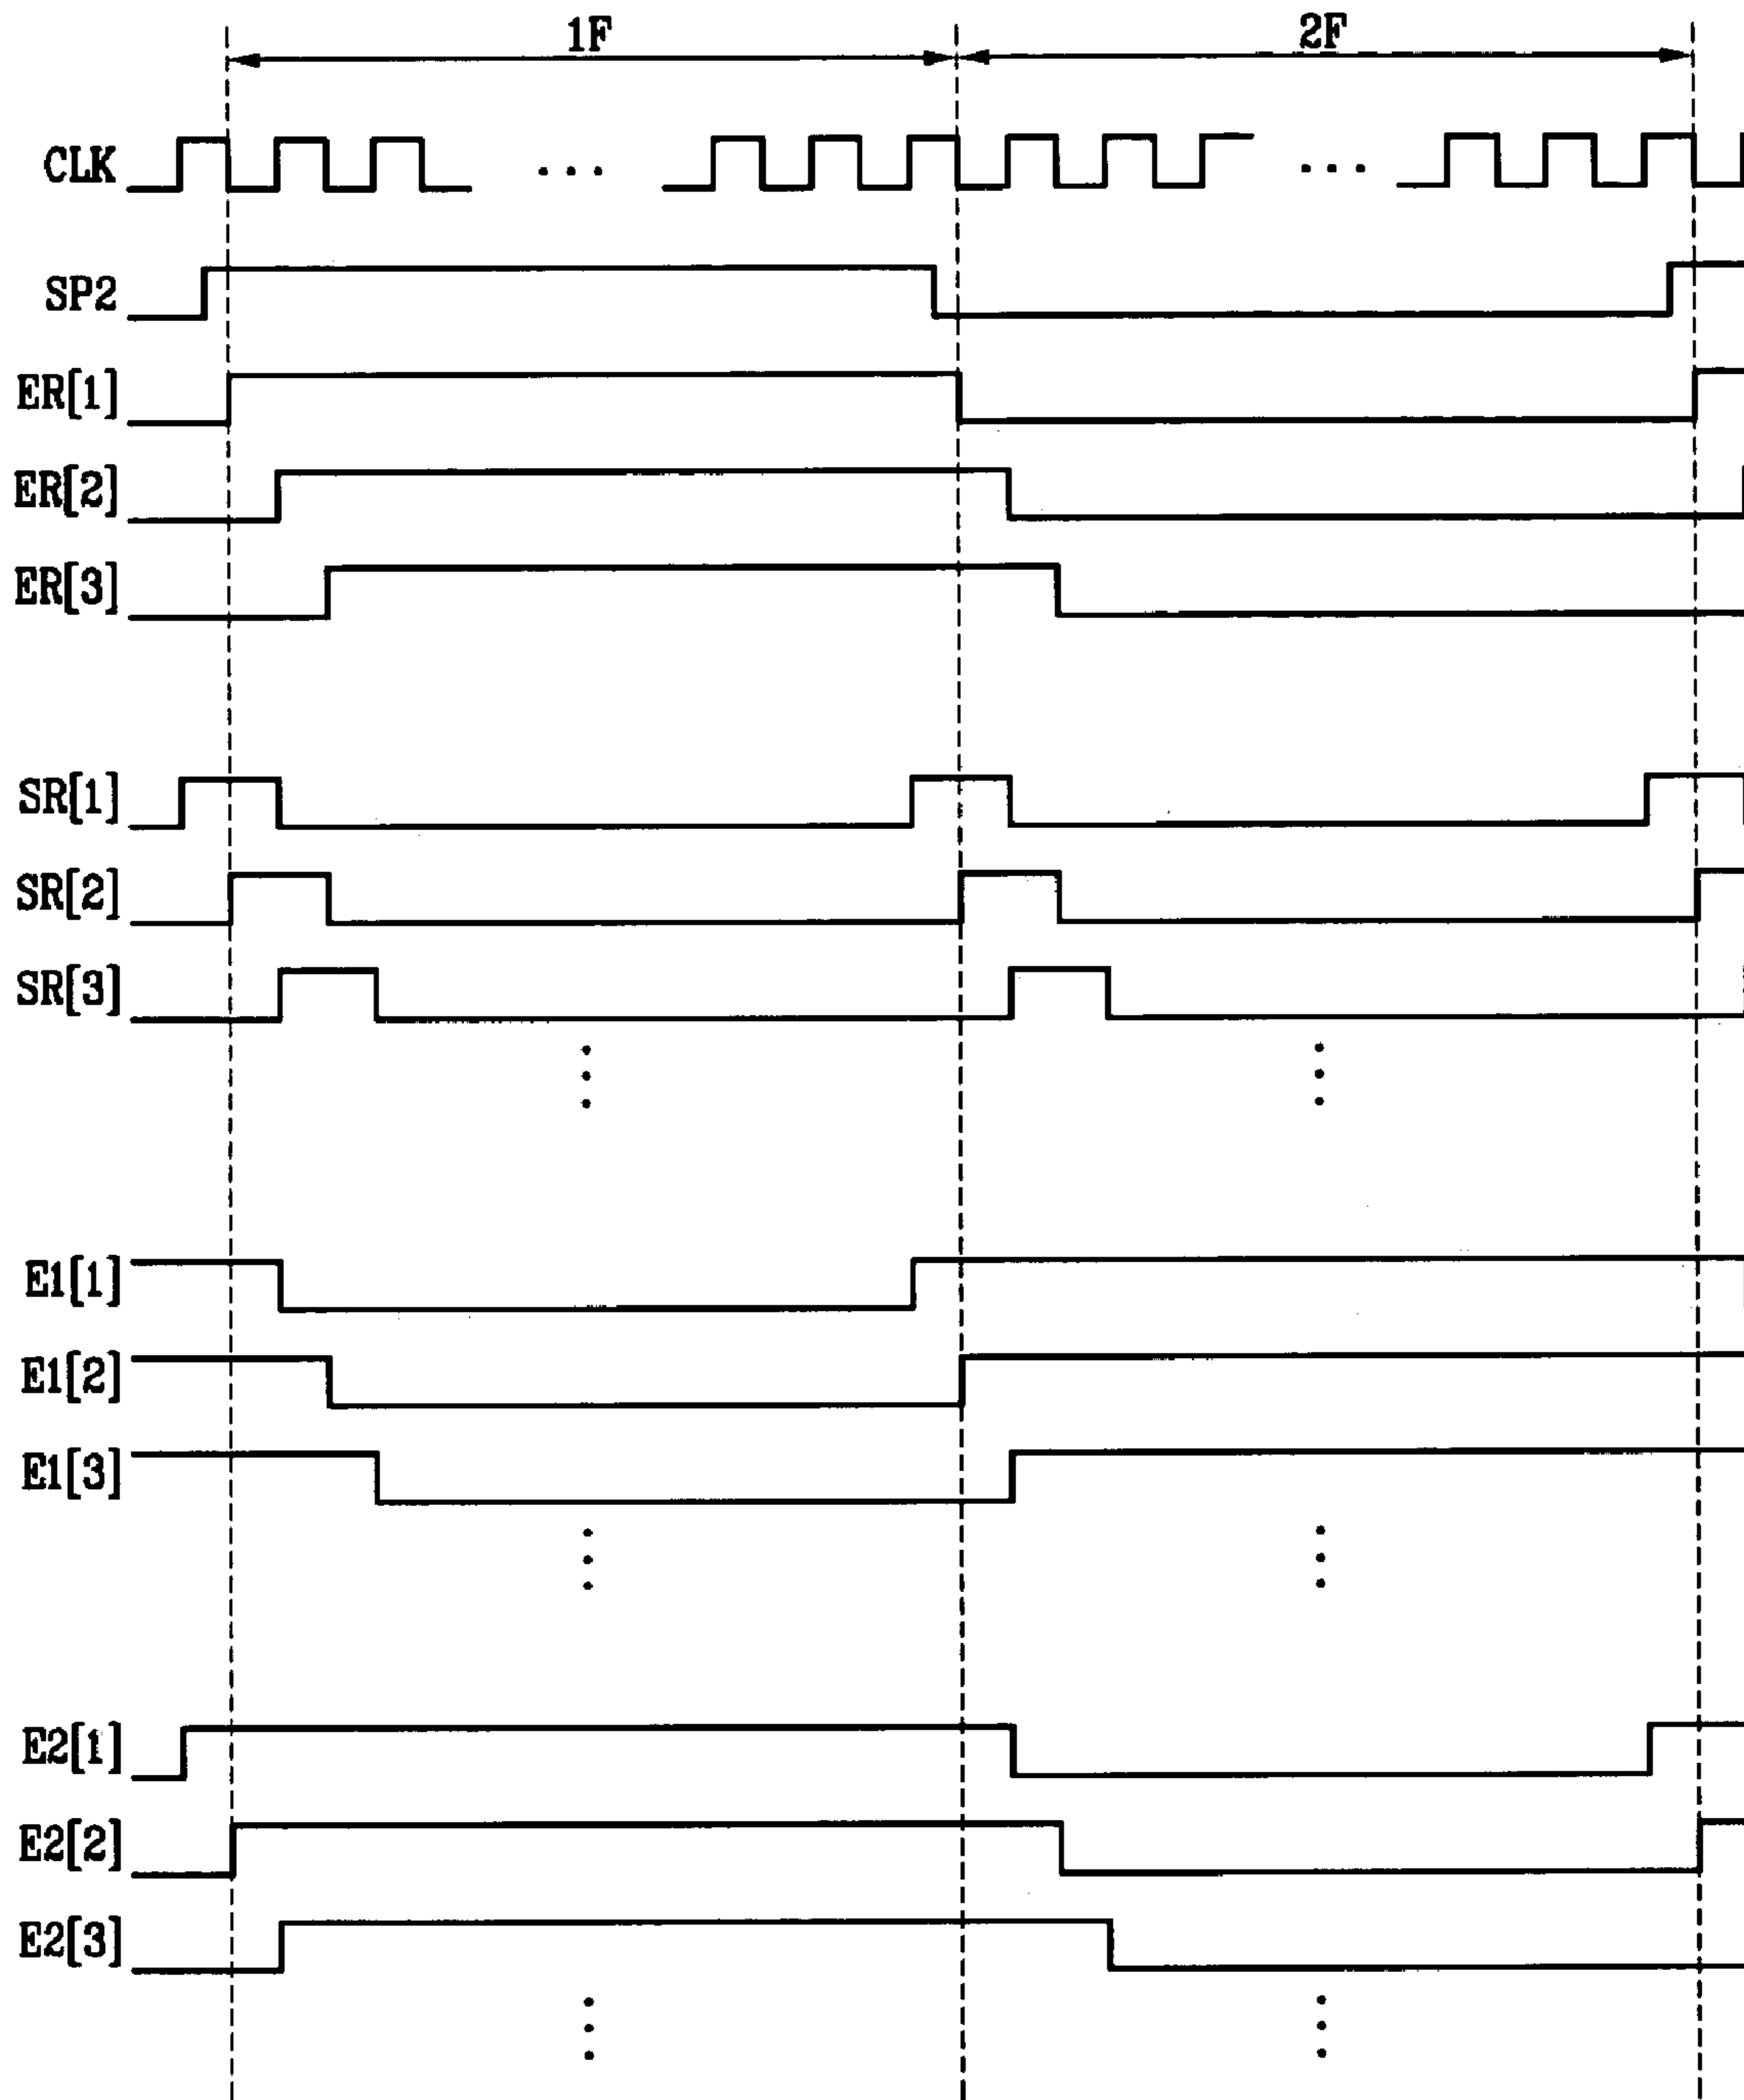 1F 2F
CLK
SP2
ER[1]
ER[2]
ER[3]
SR[1]
SR[2]
SR[3]
E1[1]
E1[2]
E1[3]
E2[1]
E2[2]
E2[3]